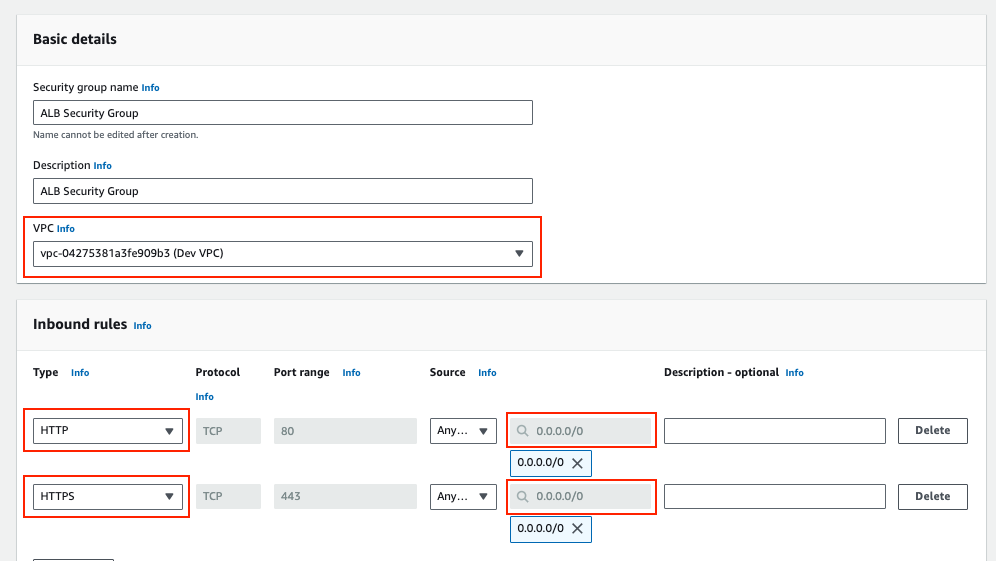 Basic details
Security group name Info
ALB Security Group
Name cannot be edited after creation.
Description Info
ALB Security Group
VPC Info
vpc-04275381a3fe909b3 (Dev VPC)
Inbound rules Info
Type Info Protocol Info Port range Info Source Info Description - optional Info
HTTP TCP 80 Any... 0.0.0.0/0 Delete
0.0.0.0/0
HTTPS TCP 443 Any... 0.0.0.0/0 Delete
0.0.0.0/0